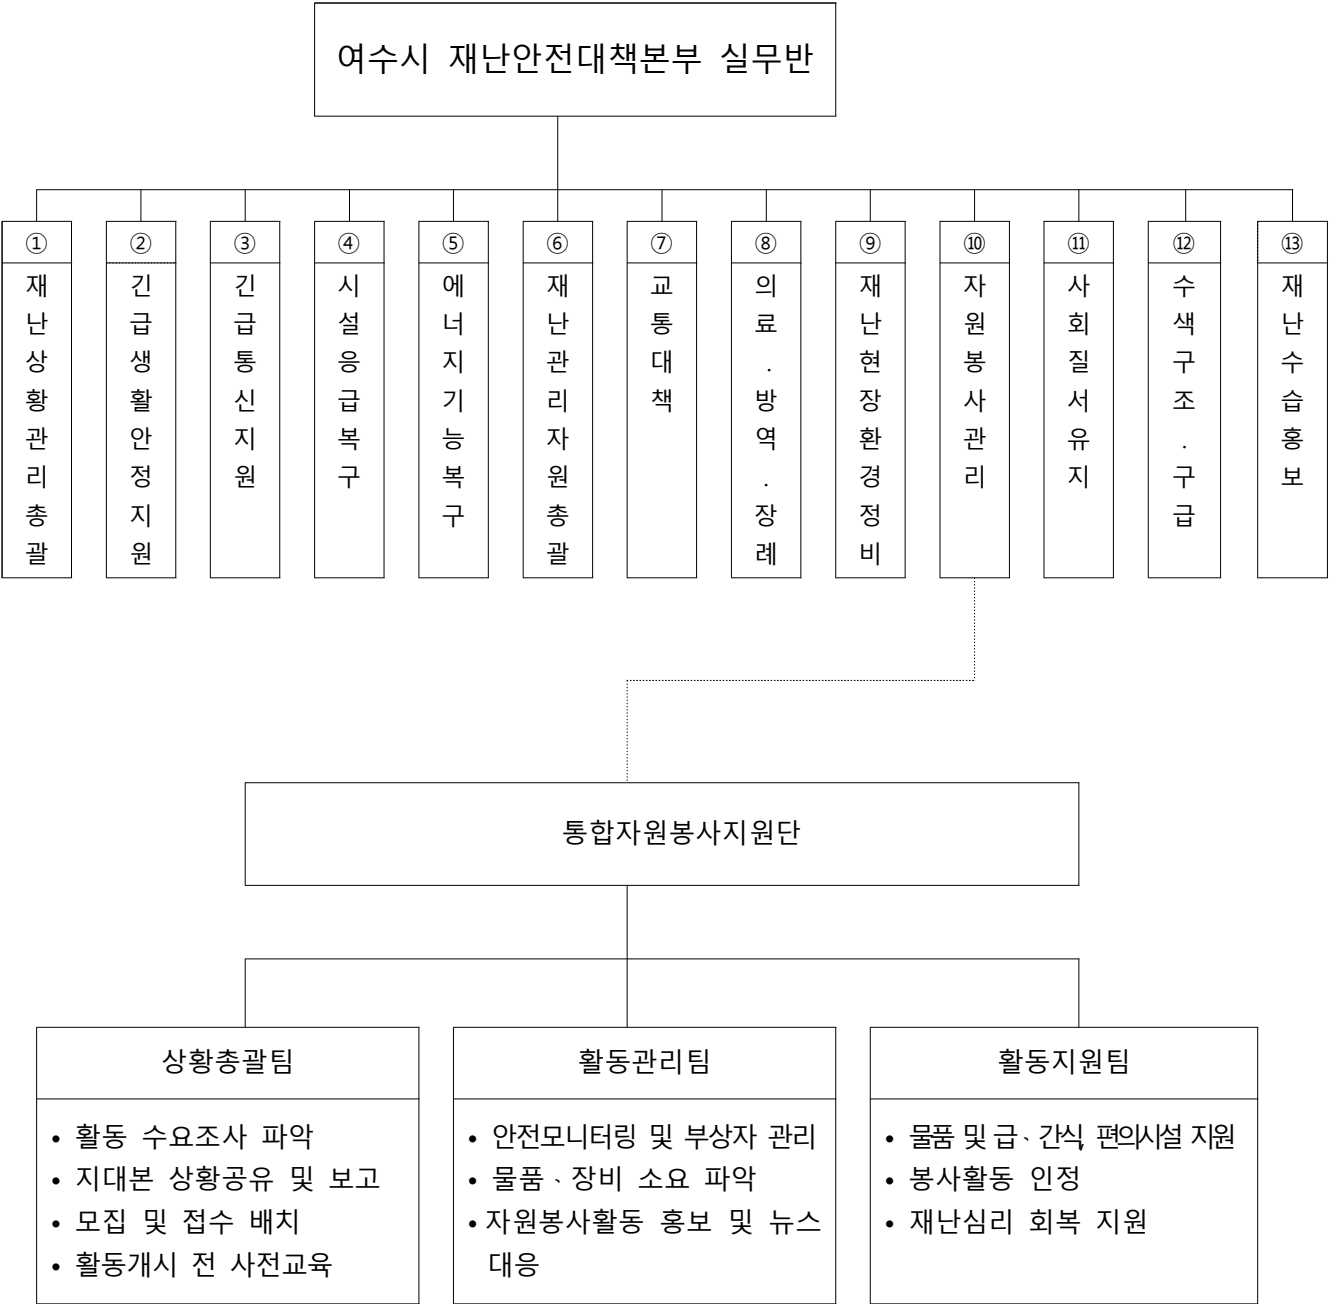 여수시 재난안전대책본부 실무반
①
재난상황관리총괄
②
긴급생활안정지원
③
긴급통신지원
④
시설응급복구
⑤
에너지기능복구
⑥
재난관리자원총괄
⑦
교통대책
⑧
의료.방역.장례
⑨
재난현장환경정비
⑩
자원봉사관리
⑪
사회질서유지
⑫
수색구조.구급
⑬
재난수습홍보
통합자원봉사지원단
상황총괄팀
• 활동 수요조사 파악
• 지대본 상황공유 및 보고
• 모집 및 접수 배치
• 활동개시 전 사전교육
활동관리팀
• 안전모니터링 및 부상자 관리
• 물품、장비 소요 파악
• 자원봉사활동 홍보 및 뉴스
대응
활동지원팀
• 물품 및 급、간식, 편의시설 지원
• 봉사활동 인정
• 재난심리 회복 지원